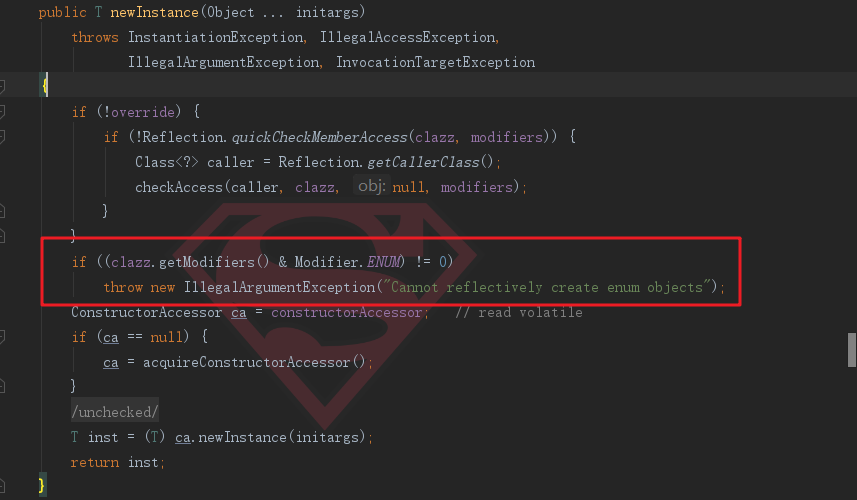 public T newInstance(Object ... initargs)
throws InstantiationException, IllegalAccessException,
IllegalArgumentException, InvocationTargetException
{
if (!override) {
if (!Reflection.quickCheckMemberAccess(clazz, modifiers)) {
Class<?> caller = Reflection.getCallerClass();
checkAccess(caller, clazz, obj: null, modifiers);
}
}
if ((clazz.getModifiers() & Modifier.ENUM) != 0)
throw new IllegalArgumentException("Cannot reflectively create enum objects");
ConstructorAccessor ca = constructorAccessor; // read volatile
if (ca == null) {
ca = acquireConstructorAccessor();
}
/unchecked/
T inst = (T) ca.newInstance(initargs);
return inst;
}